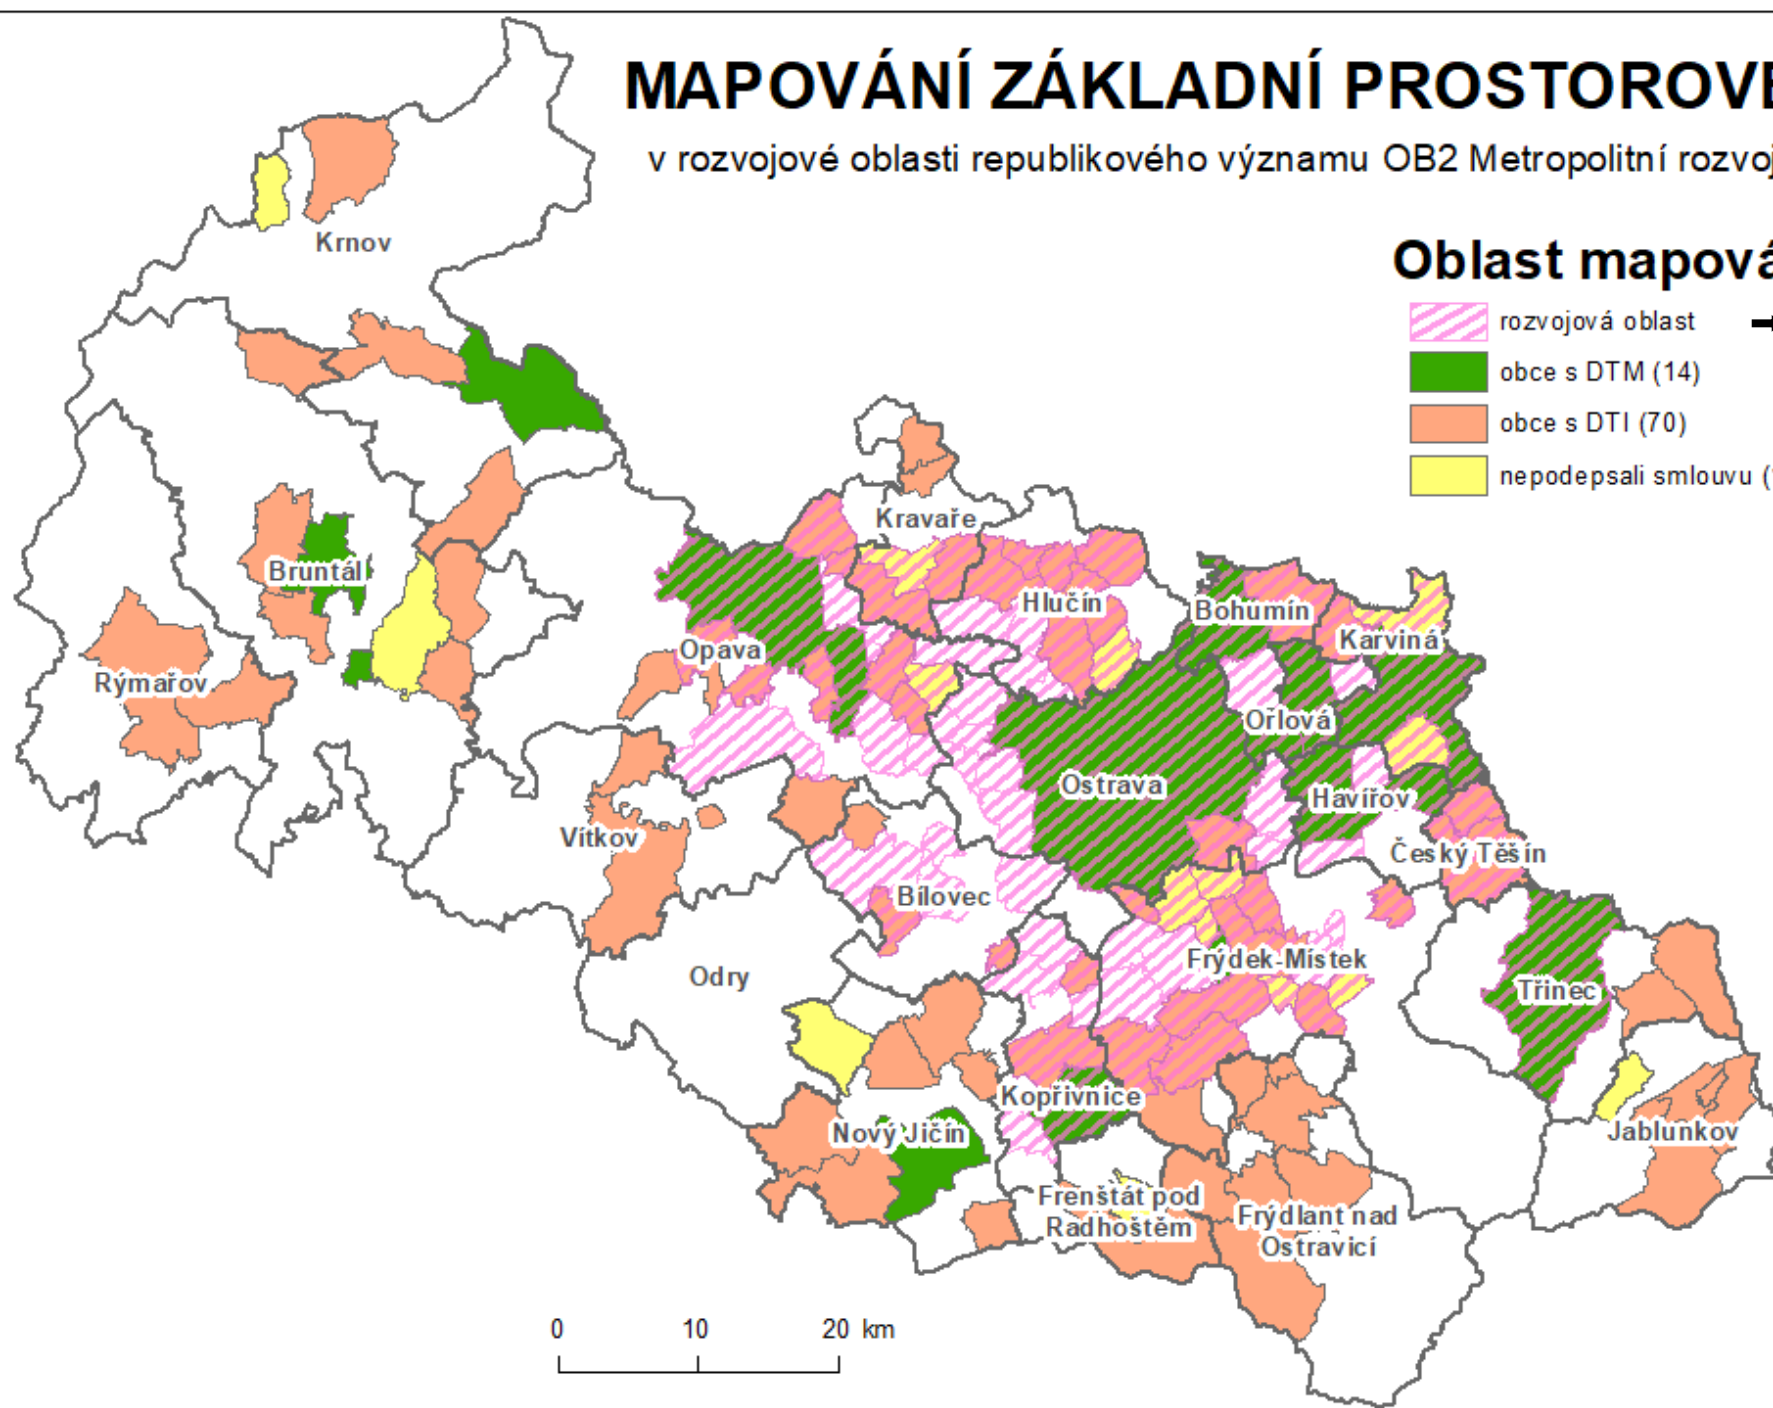 MAPOVÁNÍ ZÁKLADNÍ PROSTOROVÉ
v rozvojové oblasti republikového významu OB2 Metropolitní rozvoj
Oblast mapová
rozvojová oblast
obce s DTM (14)
obce s DTI (70)
nepodepsali smlouvu (
Krnov
Kravaře
Bruntál
Hlučín
Bohumín
Karviná
Opava
Rýmařov
Orlová
Ostrava
Havířov
Vítkov
Český Těšín
Bílovec
Frýdek-Místek
Odry
Třinec
Kopřivnice
Nový Jičín
Jablunkov
Frenštát pod
Radhoštěm
Frýdlant nad
Ostravicí
0 10 20 km